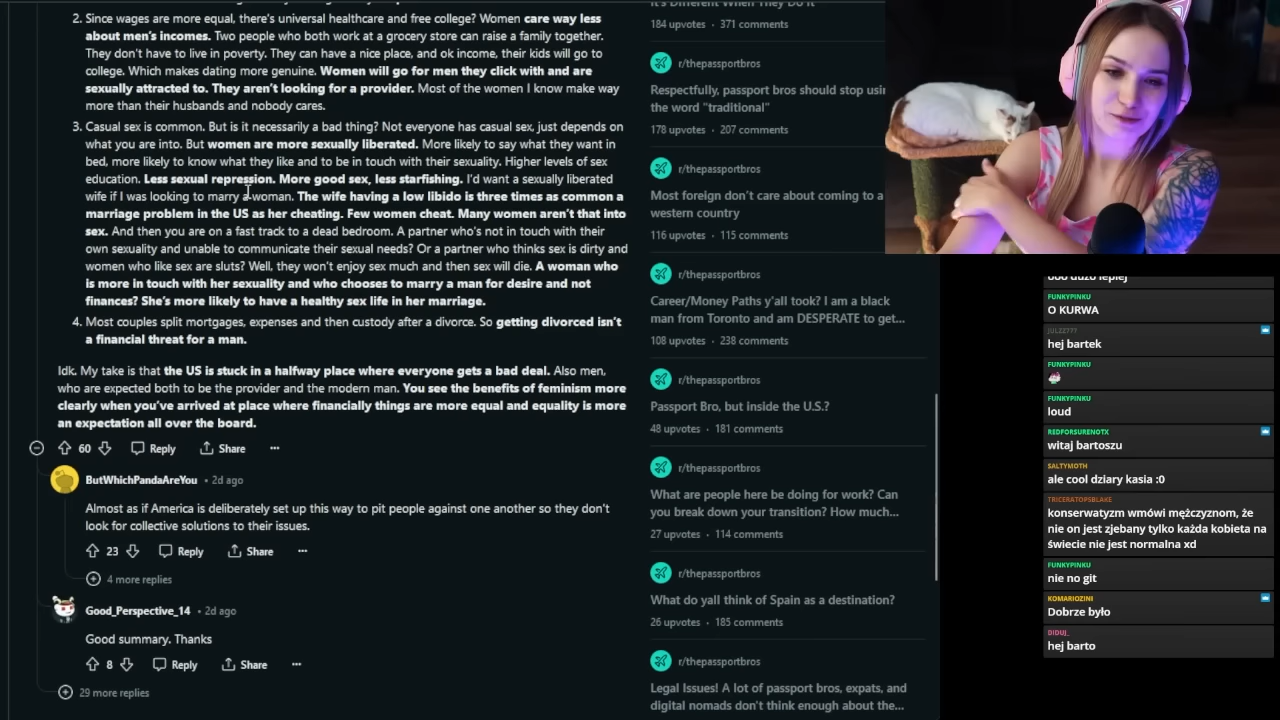 2. Since wages are more equal, there's universal healthcare and free college? Women care way less
about men's incomes. Two people who both work at a grocery store can raise a family together.
They don't have to live in poverty. They can have a nice place, and ok income, their kids will go to
college. Which makes dating more genuine. Women will go for men they click with and are
sexually attracted to. They aren't looking for a provider. Most of the women I know make way
more than their husbands and nobody cares.
3. Casual sex is common. But is it necessarily a bad thing? Not everyone has casual sex, just depends on
what you are into. But women are more sexually liberated. More likely to say what they want in
bed, more likely to know what they like and to be in touch with their sexuality. Higher levels of sex
education. Less sexual repression. More good sex, less starfishing. I'd want a sexually liberated
wife if I was looking to marry a woman. The wife having a low libido is three times as common a
marriage problem in the US as her cheating. Few women cheat. Many women aren't that into
sex. And then you are on a fast track to a dead bedroom. A partner who's not in touch with their
own sexuality and unable to communicate their sexual needs? Or a partner who thinks sex is dirty and
women who like sex are sluts? Well, they won't enjoy sex much and then sex will die. A woman who
is more in touch with her sexuality and who chooses to marry a man for desire and not
finances? She's more likely to have a healthy sex life in her marriage.
4. Most couples split mortgages, expenses and then custody after a divorce. So getting divorced isn't
a financial threat for a man.
Idk. My take is that the US is stuck in a halfway place where everyone gets a bad deal. Also men,
who are expected both to be the provider and the modern man. You see the benefits of feminism more
clearly when you've arrived at place where financially things are more equal and equality is more
an expectation all over the board.
60 Reply Share ...
ButWhichPandaAreYou • 2d ago
Almost as if America is deliberately set up this way to pit people against one another so they don't
look for collective solutions to their issues.
23 Reply Share ...
4 more replies
Good_Perspective_14 • 2d ago
Good summary. Thanks
8 Reply Share ...
29 more replies
It's Different When They Do It
184 upvotes • 371 comments
r/thepassportbros
Respectfully, passport bros should stop usin
the word "traditional"
178 upvotes • 207 comments
r/thepassportbros
Most foreign don't care about coming to a
western country
116 upvotes • 115 comments
r/thepassportbros
Career/Money Paths y'all took? I am a black
man from Toronto and am DESPERATE to get...
108 upvotes • 238 comments
r/thepassportbros
Passport Bro, but inside the U.S.?
48 upvotes • 181 comments
r/thepassportbros
What are people here be doing for work? Can
you break down your transition? How much...
27 upvotes • 114 comments
r/thepassportbros
What do yall think of Spain as a destination?
26 upvotes • 185 comments
r/thepassportbros
Legal Issues! A lot of passport bros, expats, and
digital nomads don't think enough about the...
duzo lepiej
FUNKYPINKU
O KURWA
JULZZ???
hej bartek
FUNKYPINKU
FUNKYPINKU
loud
REDFORSURENOTX
witaj bartoszu
SALTYMOTH
ale cool dziary kasia :0
TRICERATOPSBLAKE
konserwatyzm wmówi mężczyznom, że
nie on jest zjebany tylko każda kobieta na
świecie nie jest normalna xd
FUNKYPINKU
nie no git
KOMARIOZINI
Dobrze było
DIDUJ_
hej barto